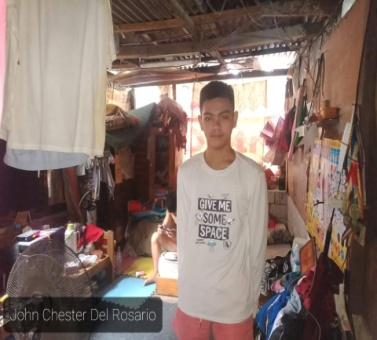 GIVE ME
SOME
SPACE
John Chester Del Rosario